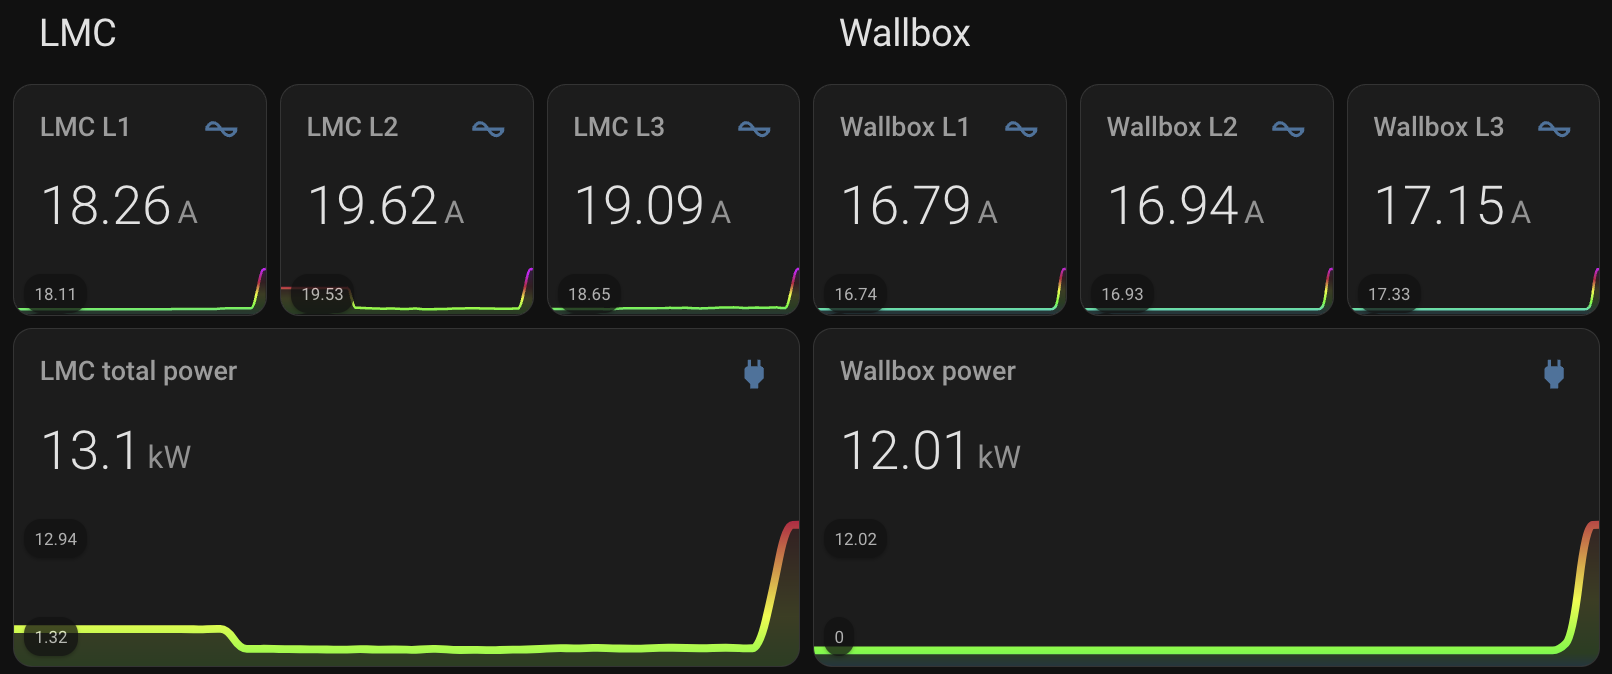 LMC
Wallbox
LMC L1
18.26 A
18.11
LMC L2
19.62 A
19.53
LMC L3
19.09 A
18.65
Wallbox L1
16.79 A
16.74
Wallbox L2
16.94 A
16.93
Wallbox L3
17.15 A
17.33
LMC total power
13.1 kW
12.94
1.32
Wallbox power
12.01 kW
12.02
0